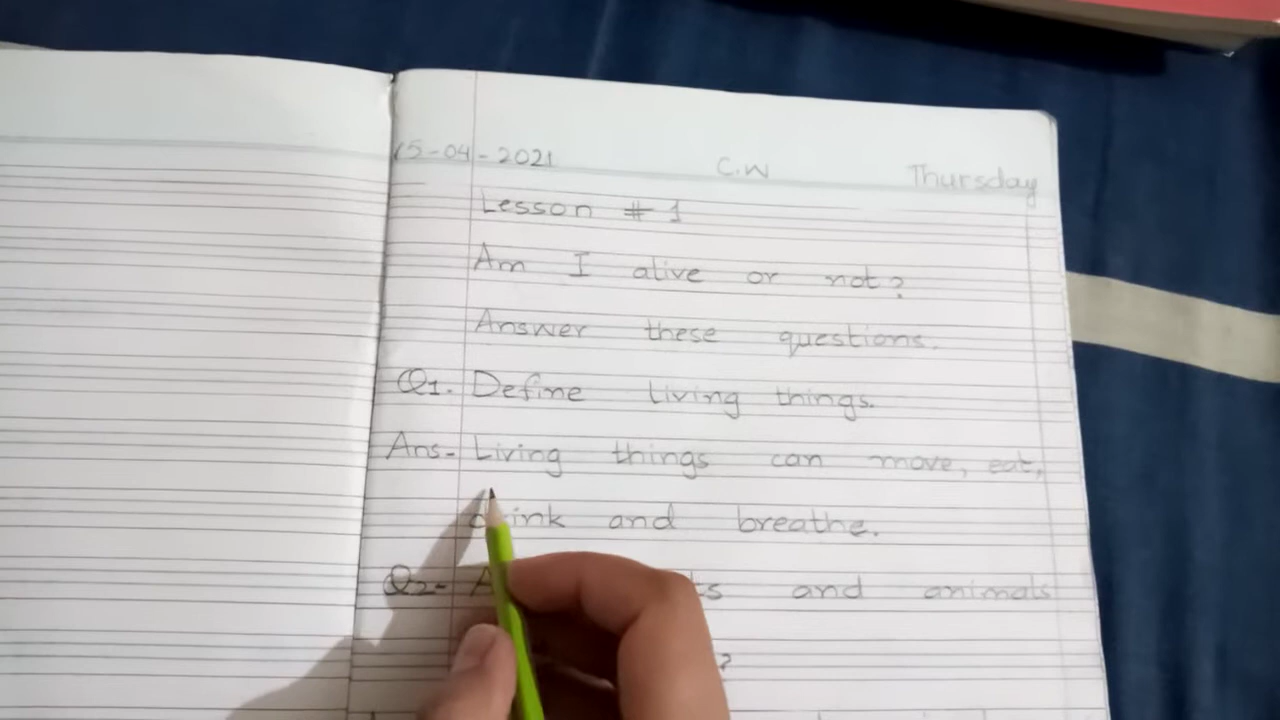 15-04-2021 C.W Thursday
Lesson # 1
Am I alive or not?
Answer these questions.
Q1. Define living things.
Ans- Living things can move, eat,
drink and breathe.
Q2- and animals
?